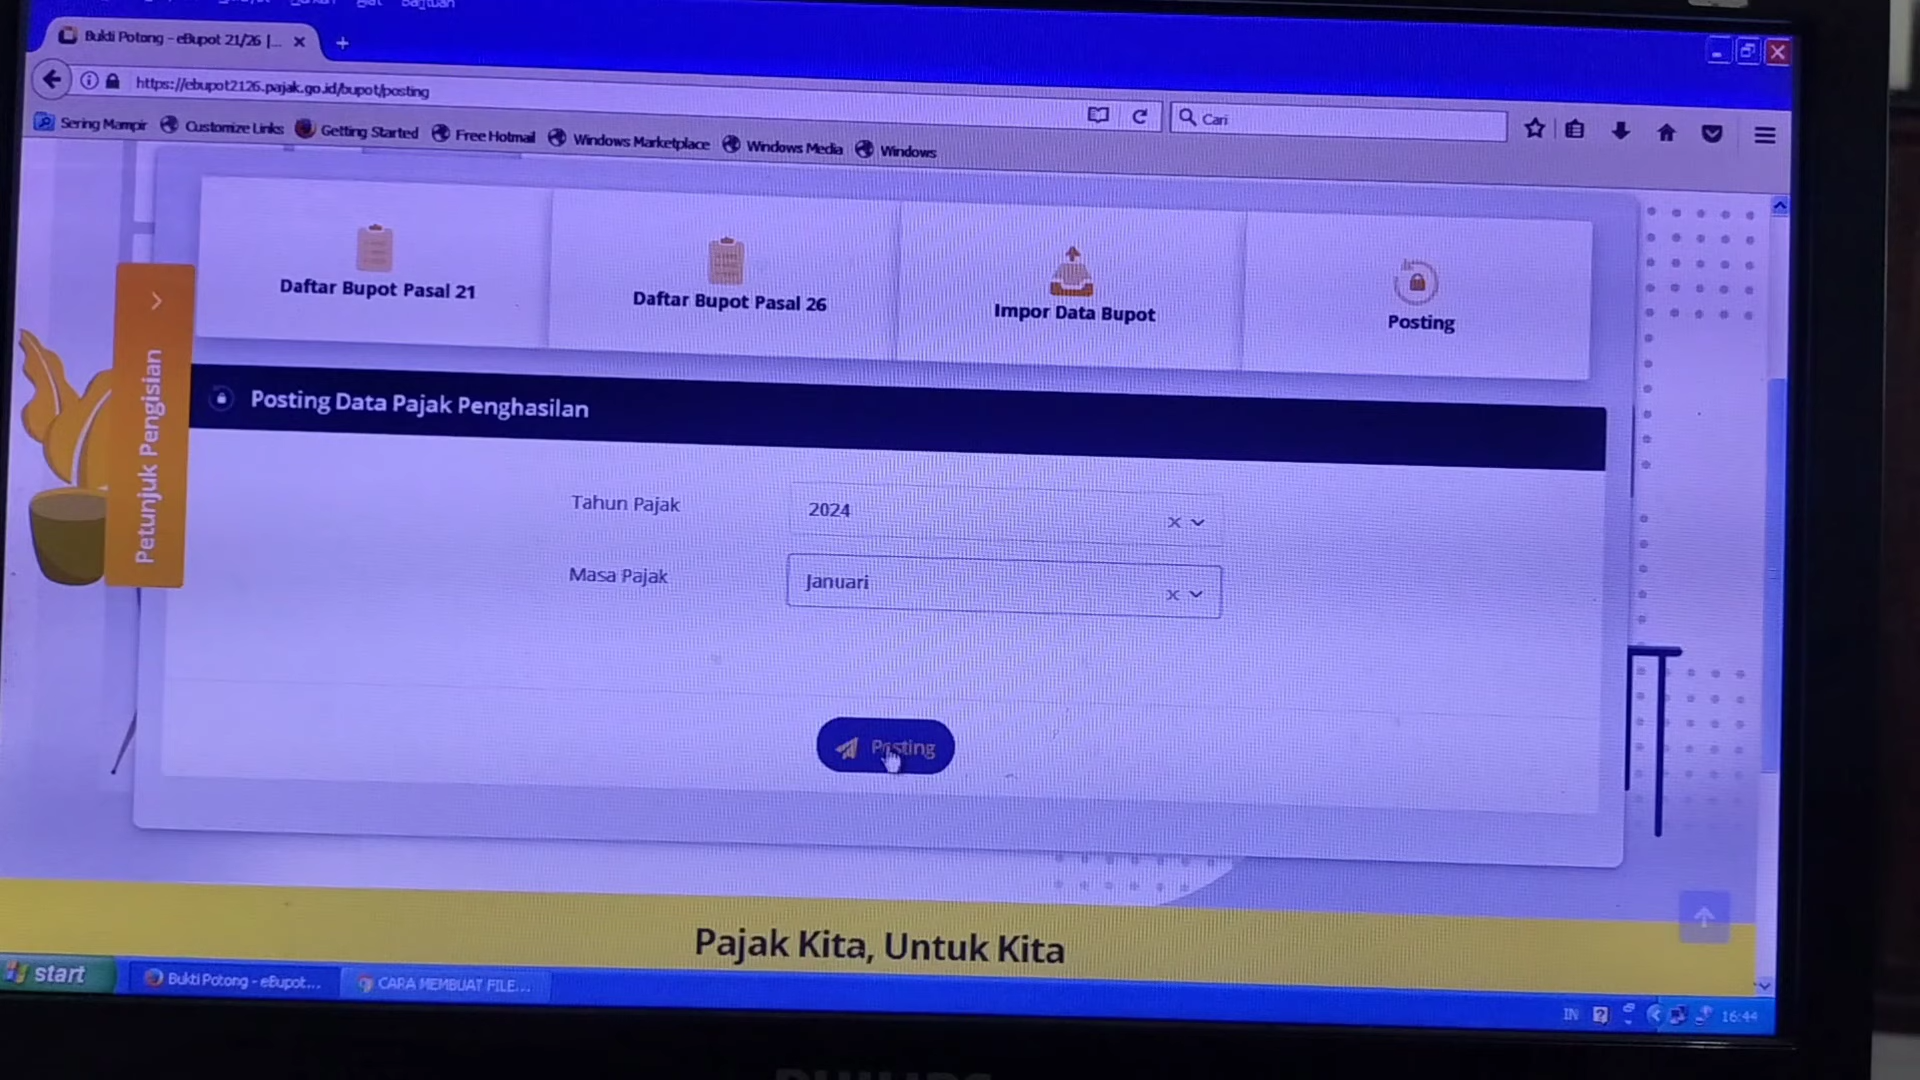 Bukti Potong - eBupot 21/26 |...
https://ebupot2126.pajak.go.id/bupot/posting
Cari
Sering Mampir Customize Links Getting Started Free Hotmail Windows Marketplace Windows Media Windows
Daftar Bupot Pasal 21
Daftar Bupot Pasal 26
Impor Data Bupot
Posting
Petunjuk Pengisian
Posting Data Pajak Penghasilan
Tahun Pajak 2024
Masa Pajak Januari
Posting
Pajak Kita, Untuk Kita
start Bukti Potong - eBupot... CARA MEMBUAT FILE...
IN 16:44